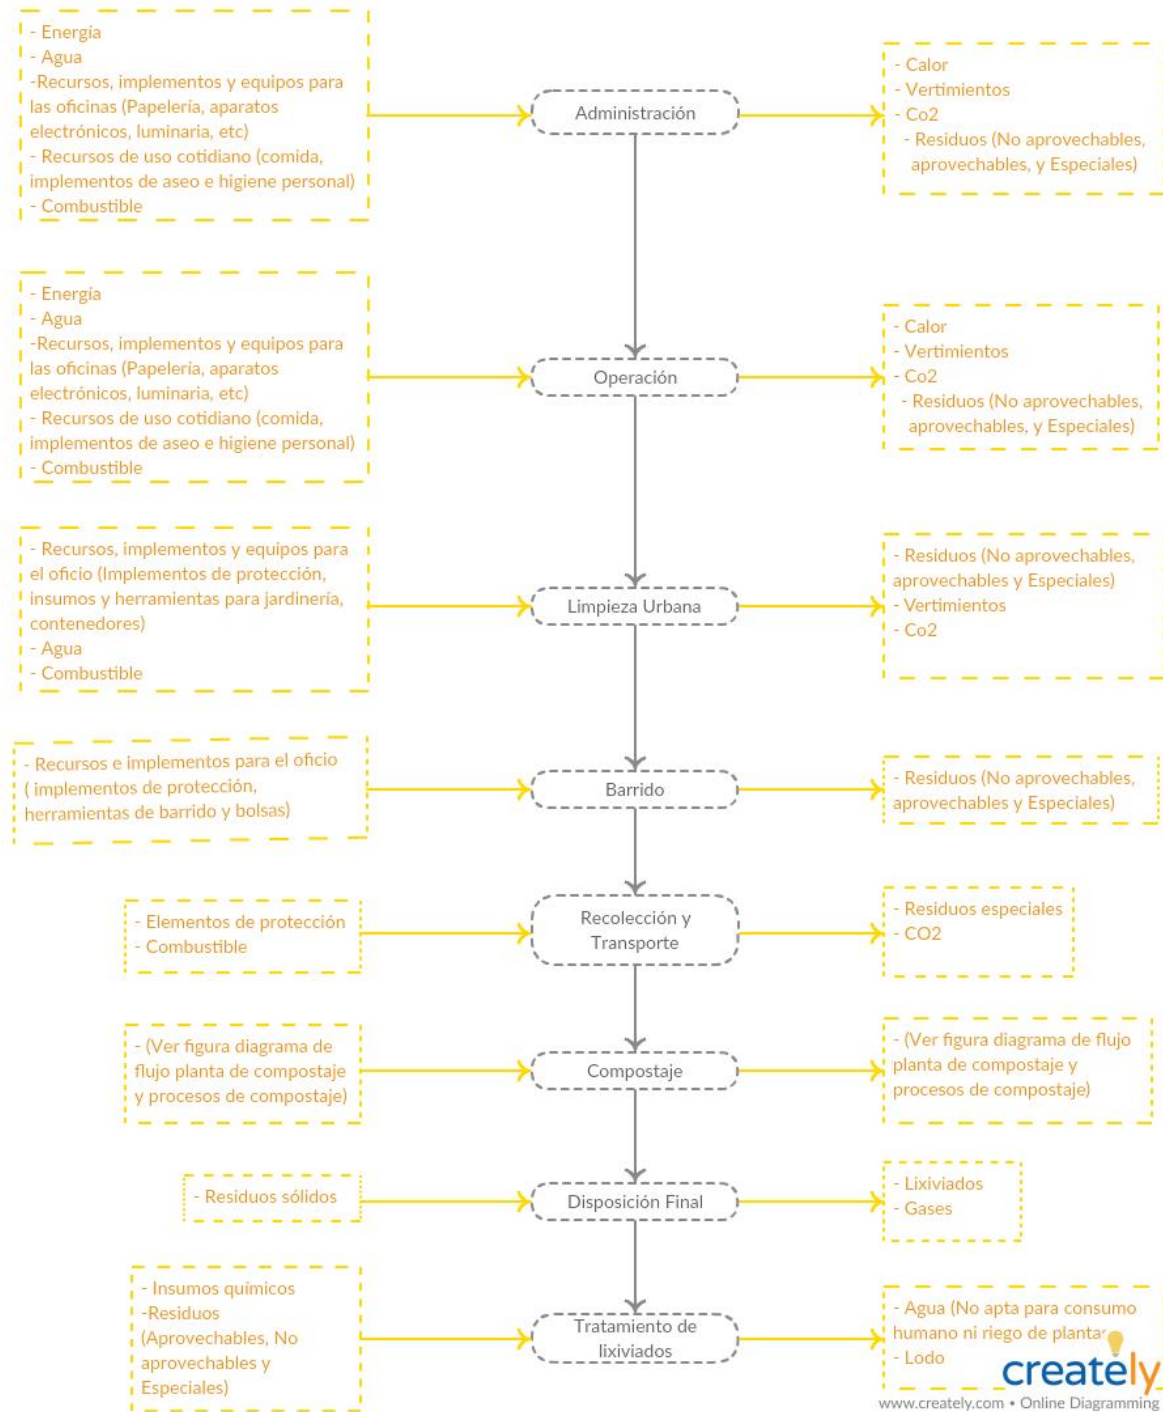 - Energía
- Agua
-Recursos, implementos y equipos para
las oficinas (Papelería, aparatos
electrónicos, luminaria, etc)
- Recursos de uso cotidiano (comida,
implementos de aseo e higiene personal)
- Combustible
Administración
- Calor
- Vertimientos
- Co2
- Residuos (No aprovechables,
aprovechables, y Especiales)
- Energía
- Agua
-Recursos, implementos y equipos para
las oficinas (Papelería, aparatos
electrónicos, luminaria, etc)
- Recursos de uso cotidiano (comida,
implementos de aseo e higiene personal)
- Combustible
Operación
- Calor
- Vertimientos
- Co2
- Residuos (No aprovechables,
aprovechables, y Especiales)
- Recursos, implementos y equipos para
el oficio (Implementos de protección,
insumos y herramientas para jardinería,
contenedores)
- Agua
- Combustible
Limpieza Urbana
- Residuos (No aprovechables,
aprovechables y Especiales)
- Vertimientos
- Co2
- Recursos e implementos para el oficio
( implementos de protección,
herramientas de barrido y bolsas)
Barrido
- Residuos (No aprovechables,
aprovechables y Especiales)
- Elementos de protección
- Combustible
Recolección y
Transporte
- Residuos especiales
- CO2
- (Ver figura diagrama de
flujo planta de compostaje
y procesos de compostaje)
Compostaje
- (Ver figura diagrama de flujo
planta de compostaje y
procesos de compostaje)
- Residuos sólidos
Disposición Final
- Lixiviados
- Gases
- Insumos químicos
-Residuos
(Aprovechables, No
aprovechables y
Especiales)
Tratamiento de
lixiviados
- Agua (No apta para consumo
humano ni riego de plantas
- Lodo
creately
www.creately.com • Online Diagramming